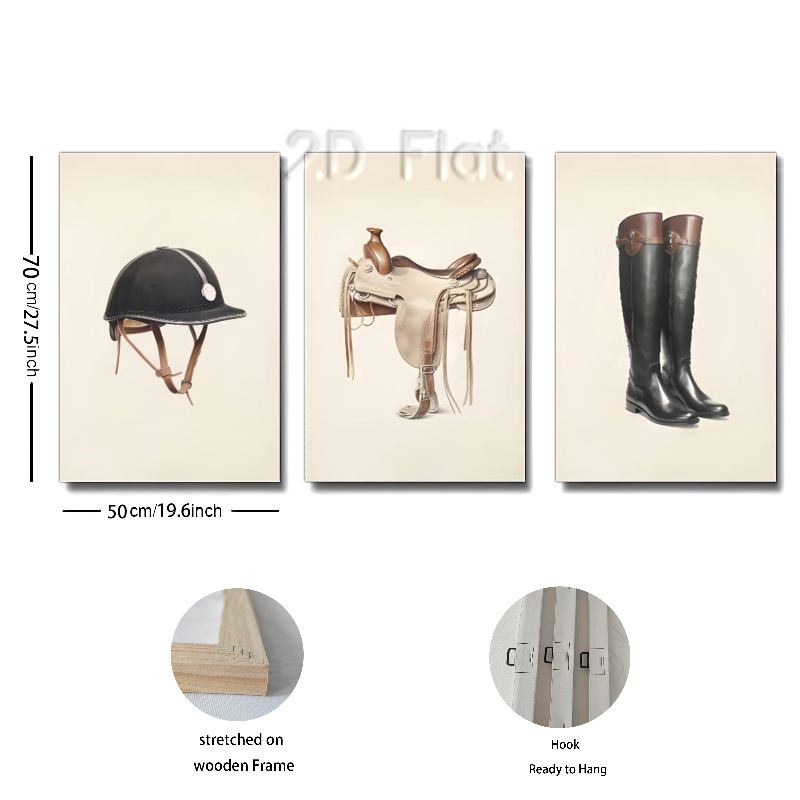 2D Flat
70cm/27.5inch
50cm/19.6inch
stretched on
wooden Frame
Hook
Ready to Hang